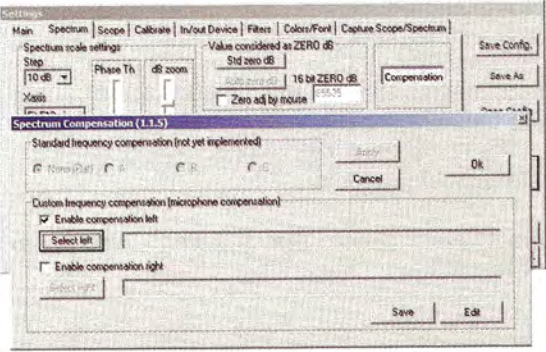 Settings
Main Spectrum Scope Calibrate In/out Device Filters Colors/Font Capture Scope/Spectrum
Spectrum scale settings
Step
10 dB
Phase Th
dB zoom
Xaxis
Value considered as ZERO dB
Std zero dB
Auto zero dB
16 bit ZERO dB
Zero adj by mouse
Compensation
Save Config.
Save As
Spectrum Compensation (1.1.5)
Standard frequency compensation (not yet implemented)
None (flat) A B C
Apply
Cancel
Ok
Custom frequency compensation (microphone compensation)
Enable compensation left
Select left
Enable compensation right
Select right
Save
Edit